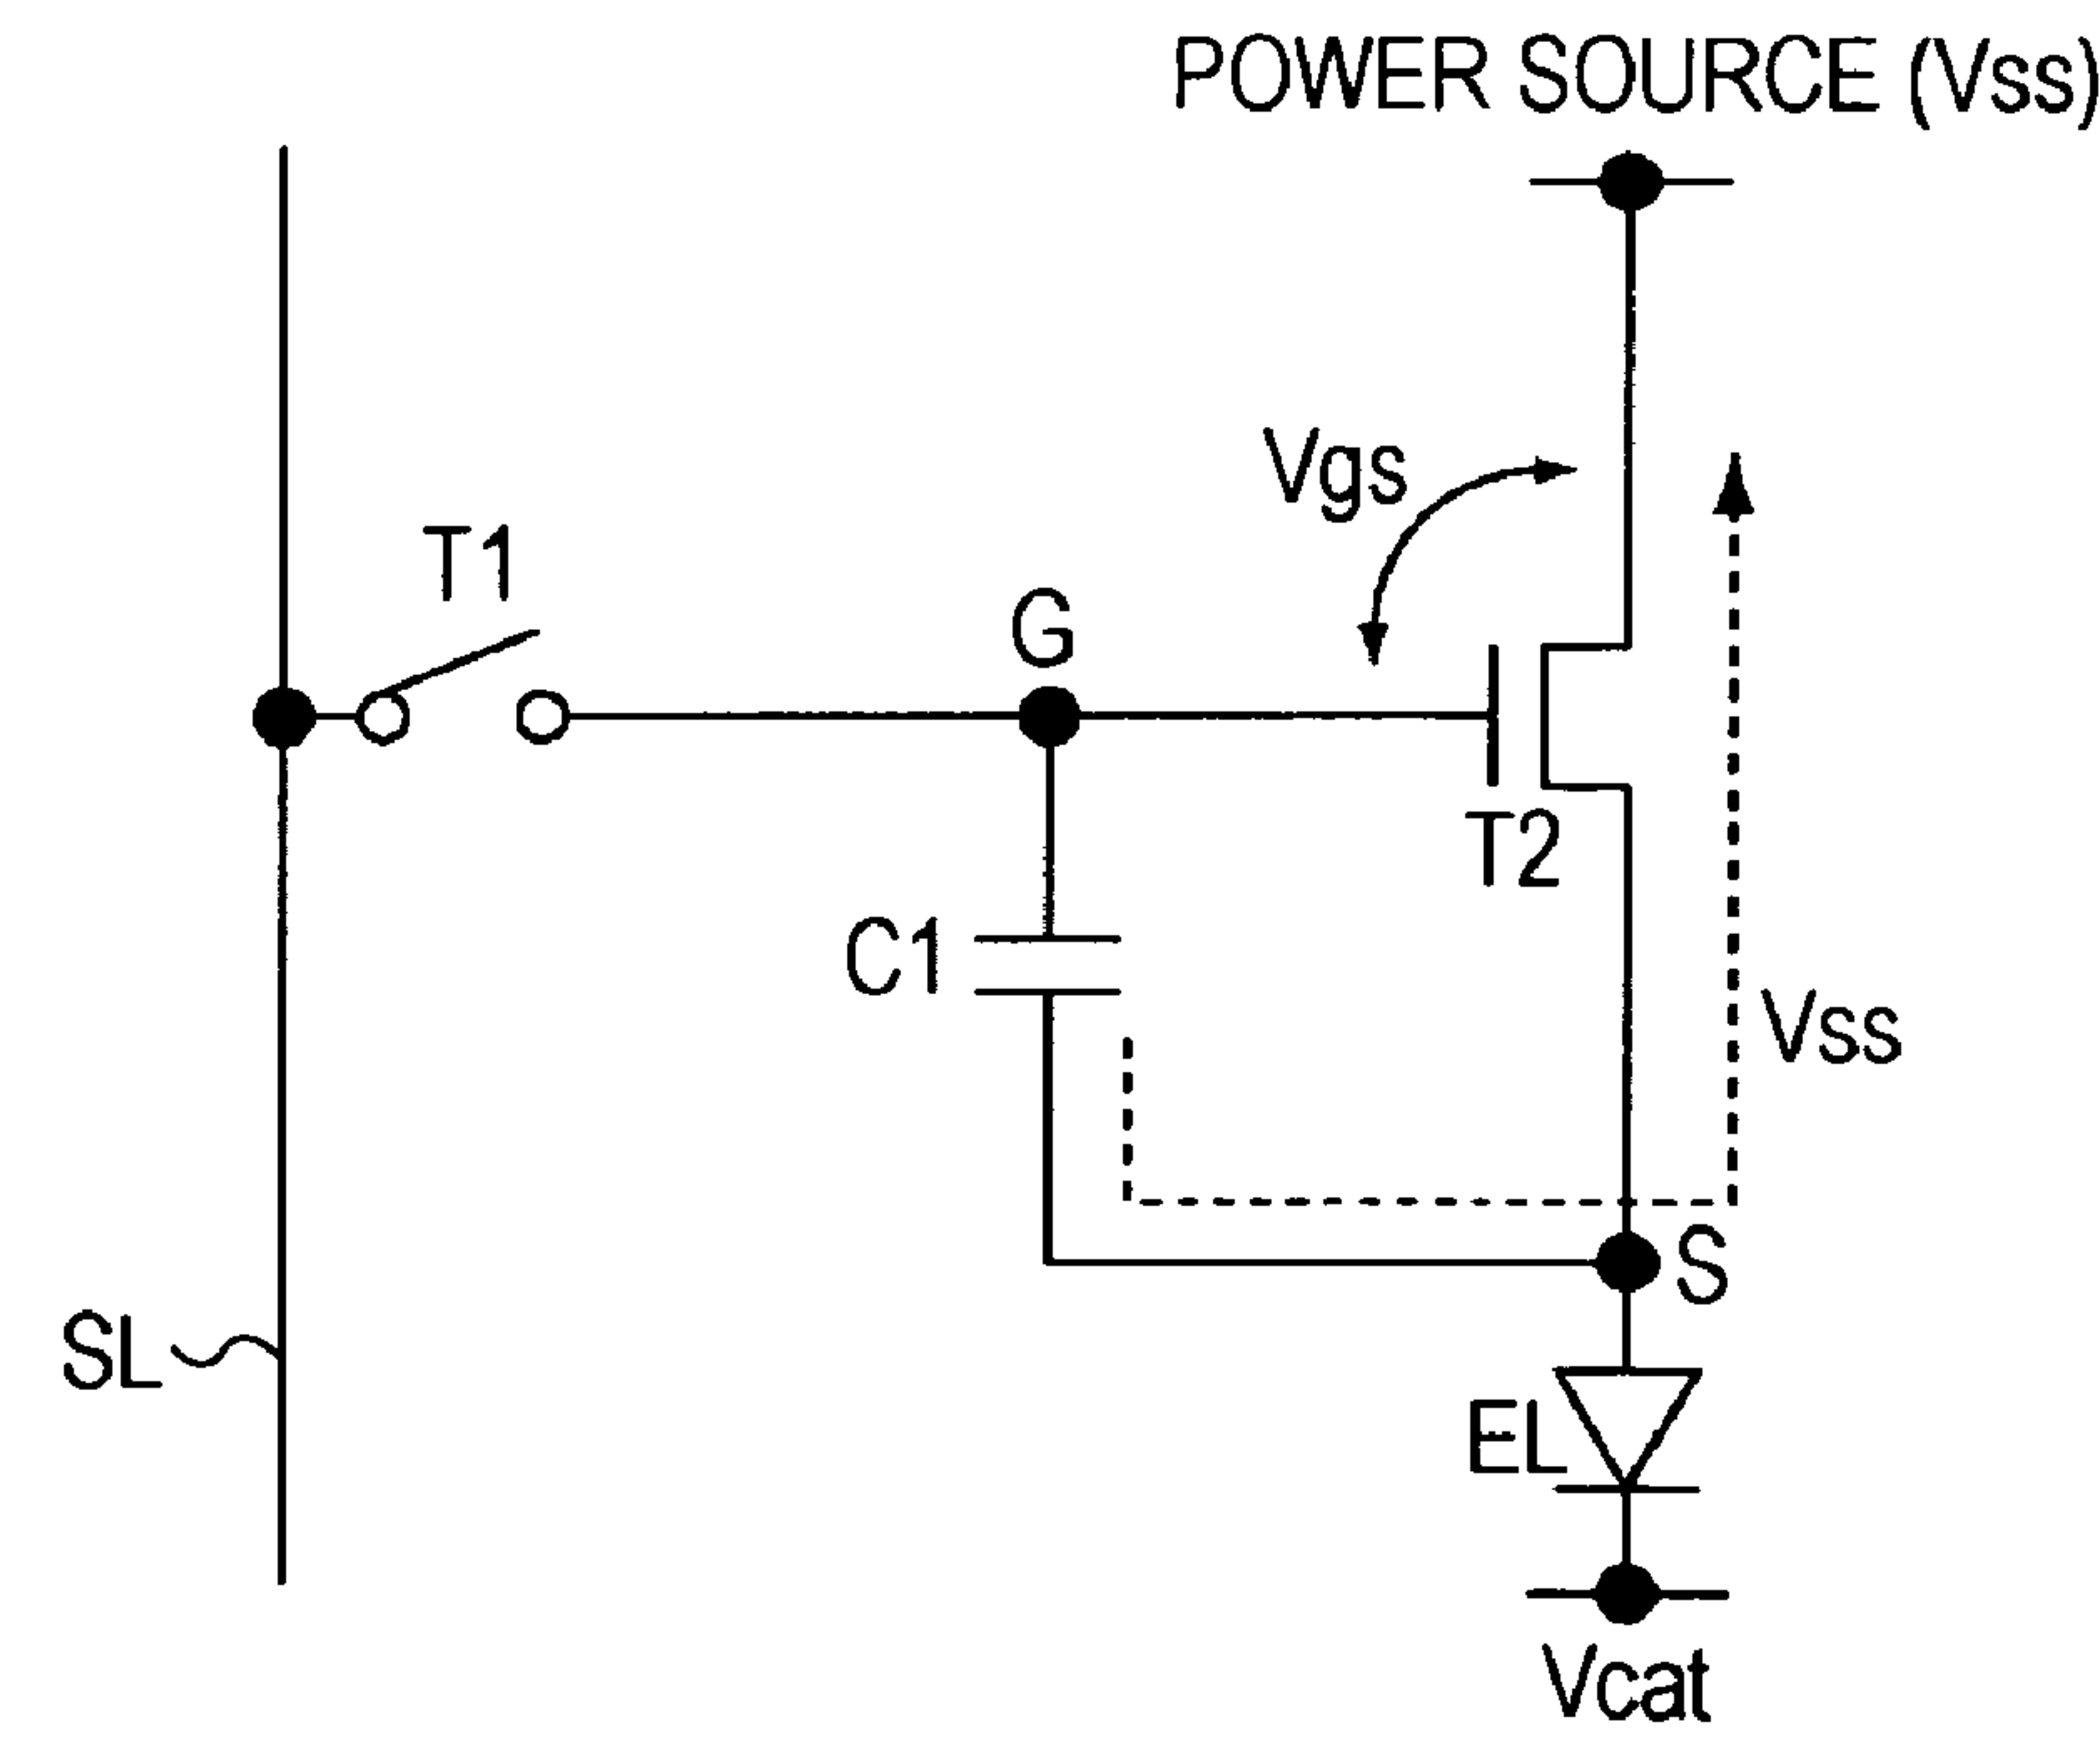 POWER SOURCE (Vss)
Vgs
T1
G
T2
C1
Vss
S
SL
EL
Vcat